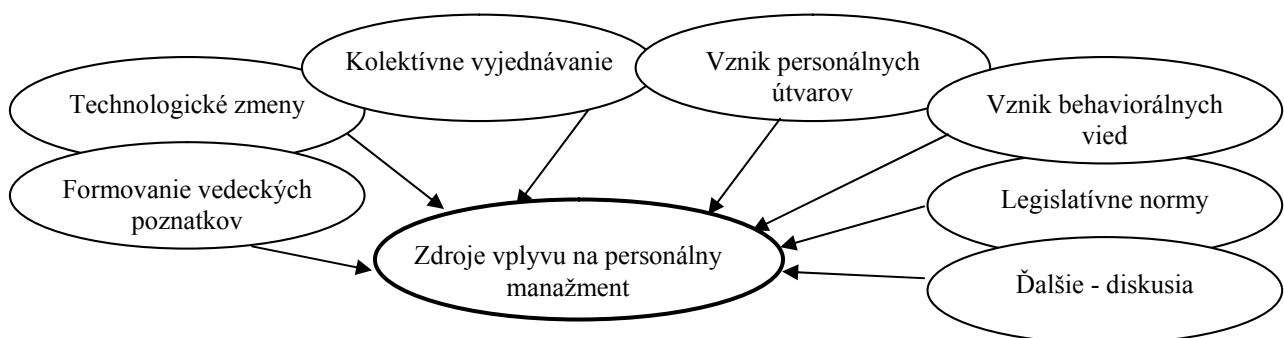 Kolektívne vyjednávanie
Vznik personálnych
útvarov
Technologické zmeny
Vznik behaviorálnych
vied
Formovanie vedeckých
poznatkov
Legislatívne normy
Zdroje vplyvu na personálny
manažment
Ďalšie - diskusia